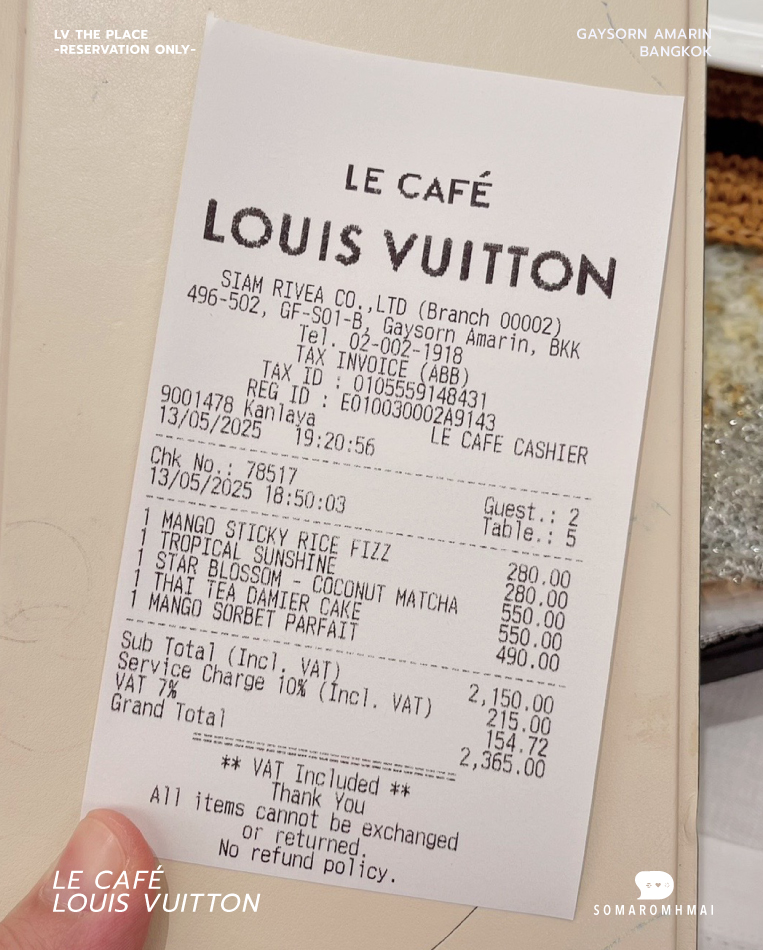 LV THE PLACE
-RESERVATION ONLY-
GAYSORN AMARIN
BANGKOK
LE CAFÉ
LOUIS VUITTON
SIAM RIVEA CO.,LTD (Branch 00002)
496-502, GF-S01-B, Gaysorn Amarin, BKK
Tel. 02-002-1918
TAX INVOICE (ABB)
TAX ID : 0105559148431
REG ID : E010030002A9143
9001478 Kanlaya LE CAFE CASHIER
13/05/2025 19:20:56
Chk No.: 78517 Guest.: 2
13/05/2025 18:50:03 Table.: 5
1 MANGO STICKY RICE FIZZ 280.00
1 TROPICAL SUNSHINE 280.00
1 STAR BLOSSOM - COCONUT MATCHA 550.00
1 THAI TEA DAMIER CAKE 550.00
1 MANGO SORBET PARFAIT 490.00
Sub Total (Incl. VAT) 2,150.00
Service Charge 10% (Incl. VAT) 215.00
VAT 7% 154.72
Grand Total 2,365.00
** VAT Included **
Thank You
All items cannot be exchanged
or returned.
No refund policy.
LE CAFÉ
LOUIS VUITTON
SOMAROMHMAI